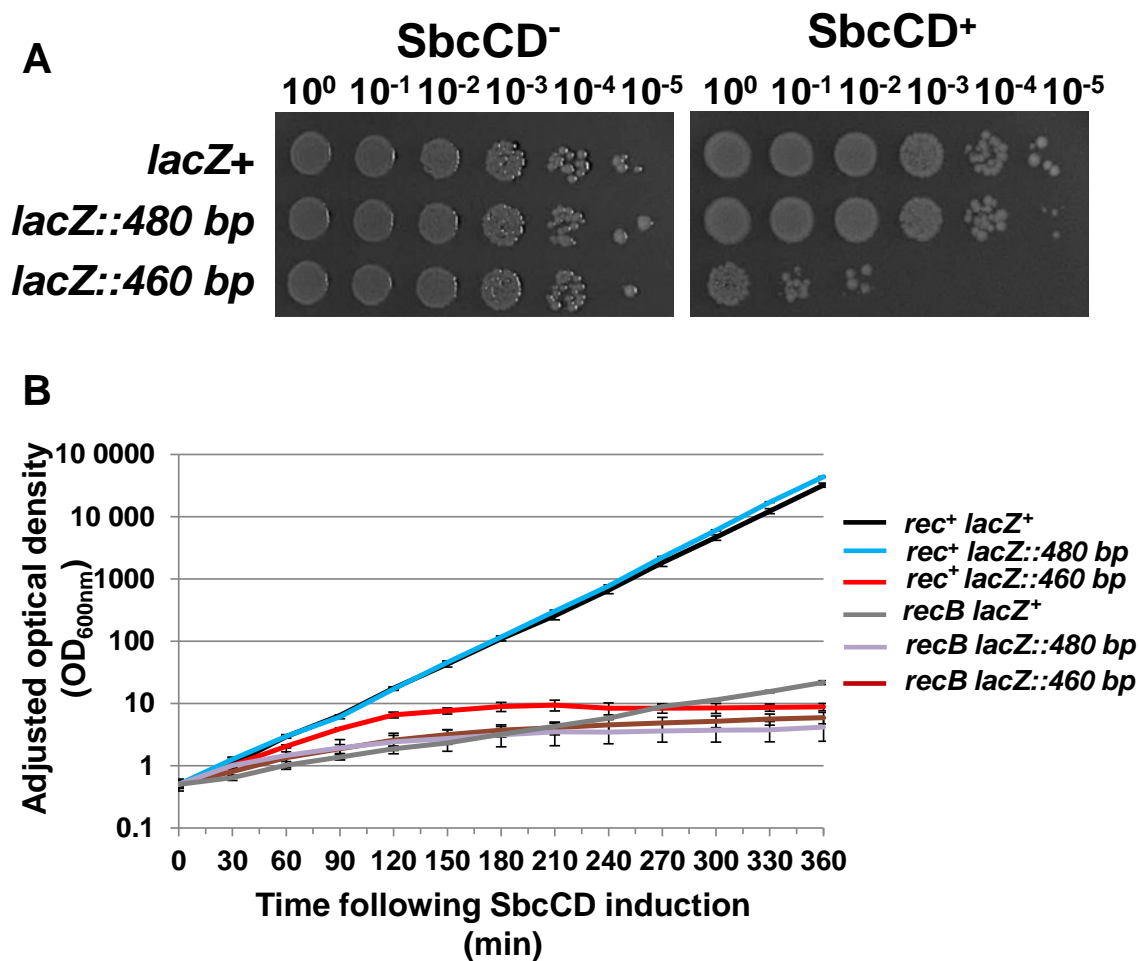 A
SbcCD⁻ SbcCD⁺
10⁰ 10⁻¹ 10⁻² 10⁻³ 10⁻⁴ 10⁻⁵ 10⁰ 10⁻¹ 10⁻² 10⁻³ 10⁻⁴ 10⁻⁵
lacZ+
lacZ::480 bp
lacZ::460 bp
B
Adjusted optical density
(OD₆₀₀ₙₘ)
10 0000
10 000
1000
100
10
1
0.1
0 30 60 90 120 150 180 210 240 270 300 330 360
Time following SbcCD induction
(min)
rec⁺ lacZ⁺
rec⁺ lacZ::480 bp
rec⁺ lacZ::460 bp
recB lacZ⁺
recB lacZ::480 bp
recB lacZ::460 bp